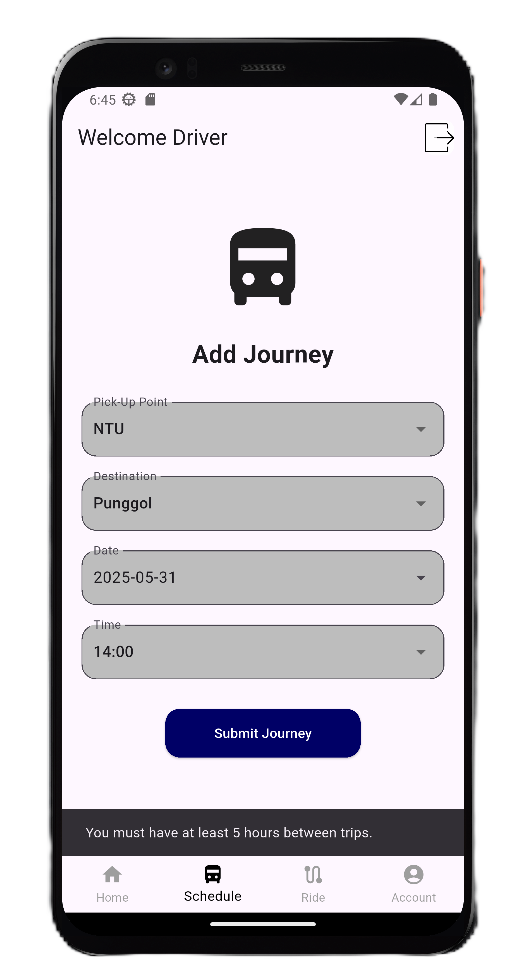 6:45
Welcome Driver
Add Journey
Pick-Up Point
NTU
Destination
Punggol
Date
2025-05-31
Time
14:00
Submit Journey
You must have at least 5 hours between trips.
Home
Schedule
Ride
Account